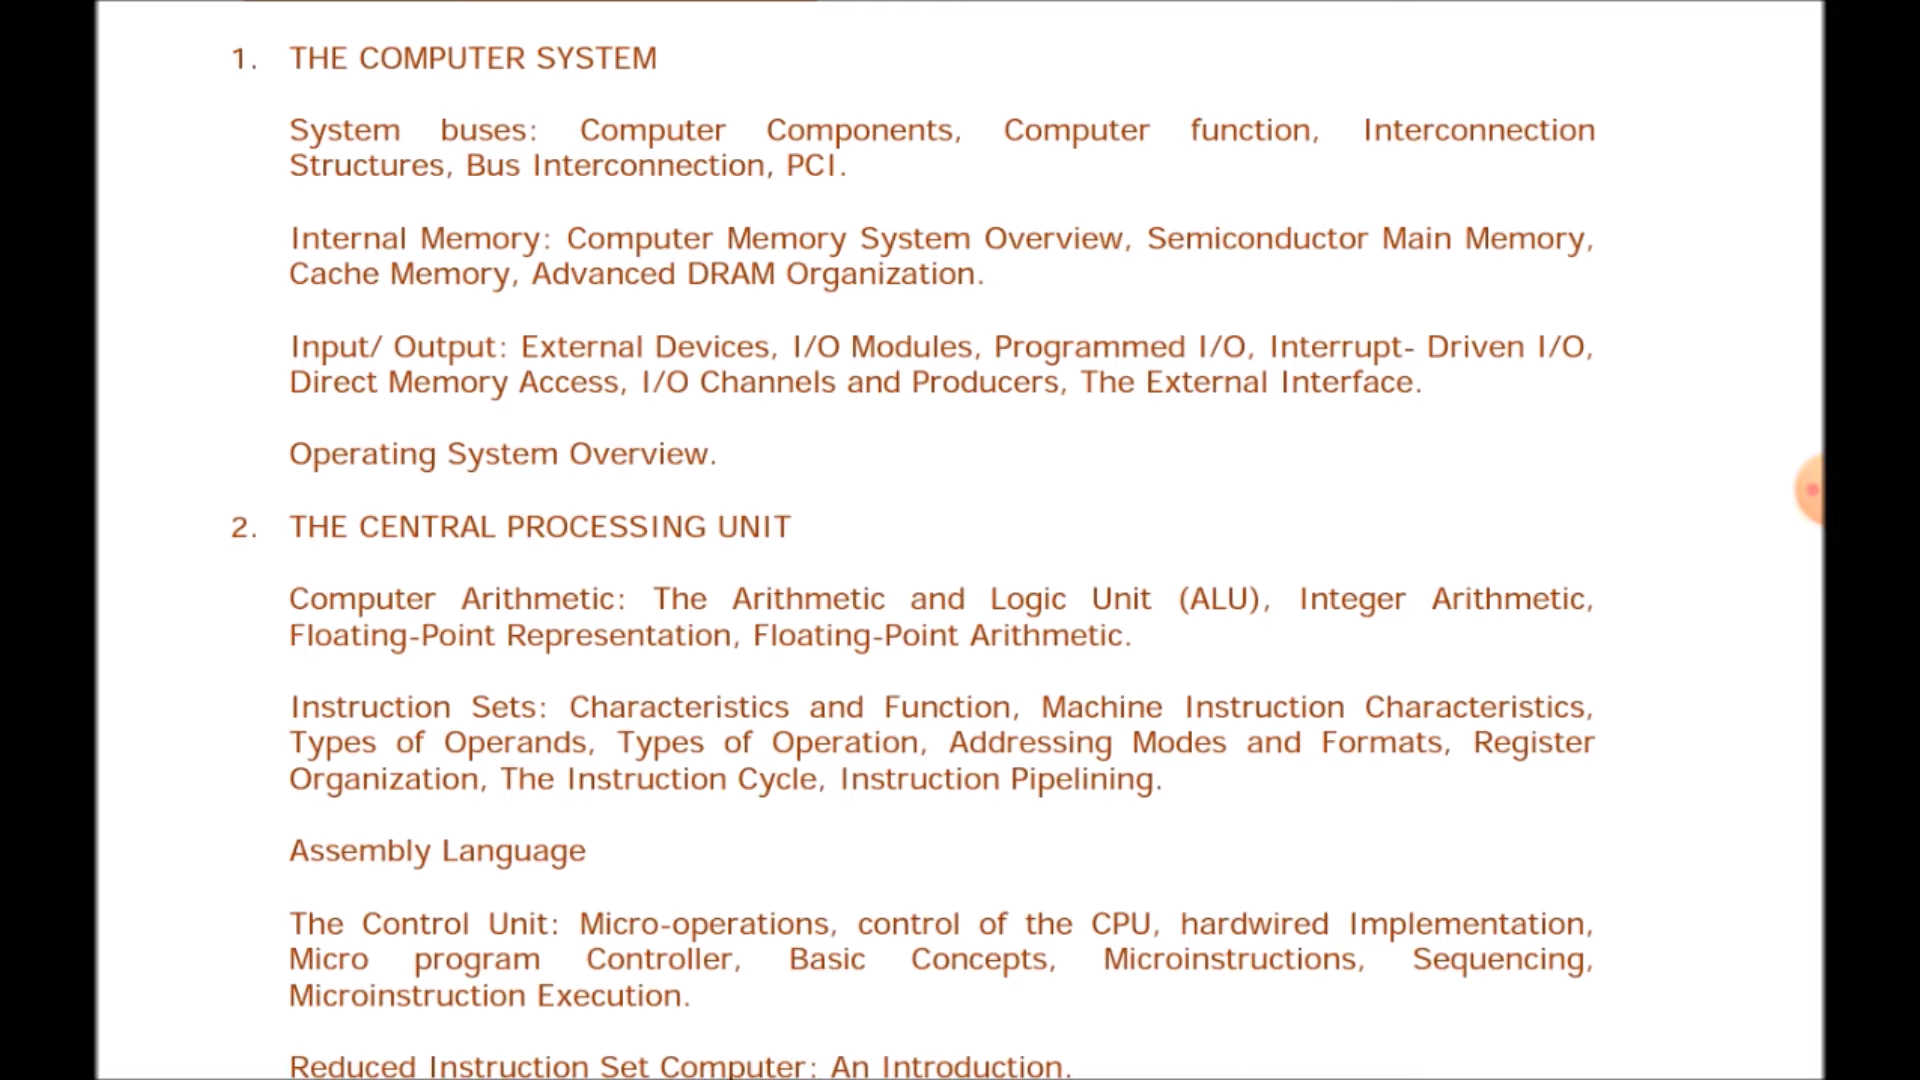 1. THE COMPUTER SYSTEM
System buses: Computer Components, Computer function, Interconnection
Structures, Bus Interconnection, PCI.
Internal Memory: Computer Memory System Overview, Semiconductor Main Memory,
Cache Memory, Advanced DRAM Organization.
Input/ Output: External Devices, I/O Modules, Programmed I/O, Interrupt- Driven I/O,
Direct Memory Access, I/O Channels and Producers, The External Interface.
Operating System Overview.
2. THE CENTRAL PROCESSING UNIT
Computer Arithmetic: The Arithmetic and Logic Unit (ALU), Integer Arithmetic,
Floating-Point Representation, Floating-Point Arithmetic.
Instruction Sets: Characteristics and Function, Machine Instruction Characteristics,
Types of Operands, Types of Operation, Addressing Modes and Formats, Register
Organization, The Instruction Cycle, Instruction Pipelining.
Assembly Language
The Control Unit: Micro-operations, control of the CPU, hardwired Implementation,
Micro program Controller, Basic Concepts, Microinstructions, Sequencing,
Microinstruction Execution.
Reduced Instruction Set Computer: An Introduction.